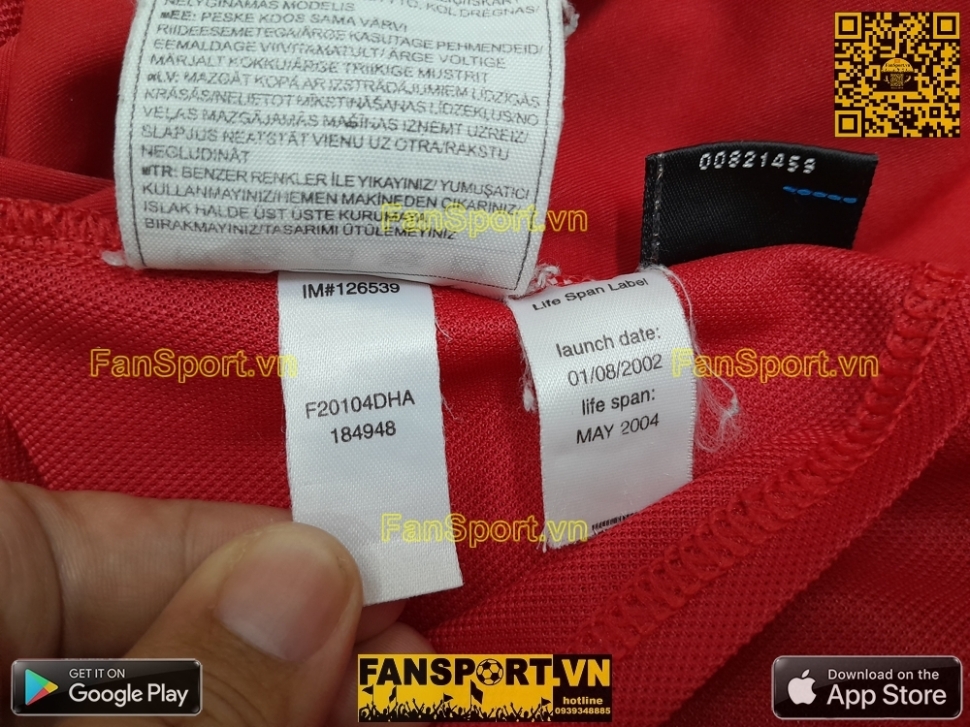 NELYGINAMAS MODELIS
EE: PESKE KOOS SAMA VÄRVI
RIIDEESEMETEGA/ÄRGE KASUTAGE PEHMENDEID/
EEMALDAGE VIIVITAMATULT/ÄRGE VOLTIGE
MÄRJALT KOKKU/ÄRGE TRIIKIGE MUSTRIT
LV: MAZGĀT KOPĀ AR IZSTRĀDĀJUMIEM LĪDZĪGĀS
KRĀSĀS/NELIETOT MĪKSTINĀŠANAS LĪDZEKĻUS/NO
VEĻAS MAZGĀJAMĀS MAŠĪNAS IZŅEMT UZREIZ/
SLAPJUS NEATSTĀT VIENU UZ OTRA/RAKSTU
NEGLUDINĀT
TR: BENZER RENKLER İLE YIKAYINIZ/ YUMUŞATICI
KULLANMAYINIZ/HEMEN MAKİNEDEN ÇIKARINIZ/
ISLAK HALDE ÜST ÜSTE KURUMAYA
BIRAKMAYINIZ/TASARIMI ÜTÜLEMEYİNİZ
FanSport.vn
00821459
IM#126539
F20104DHA
184948
Life Span Label
launch date:
01/08/2002
life span:
MAY 2004
FanSport.vn
FanSport.vn
FanSport.vn
GET IT ON
Google Play
FANSPORT.VN
hotline
0939348885
Download on the
App Store